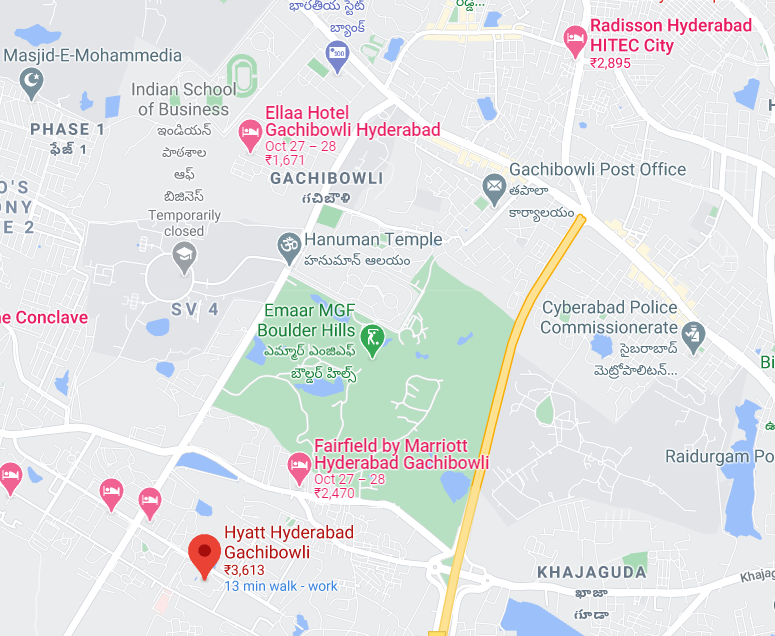 భారతీయ స్టేట్
బ్యాంక్
Masjid-E-Mohammedia
Radisson Hyderabad
HITEC City
₹2,895
Indian School
of Business
ఇండియన్
పాఠశాల
ఆఫ్
బిజినెస్
Temporarily
closed
Ellaa Hotel
Gachibowli Hyderabad
Oct 27 – 28
₹1,671
PHASE 1
ఫేజ్ 1
GACHIBOWLI
గచిబౌళి
Gachibowli Post Office
తపాలా
కార్యాలయం
O'S
ONY
E 2
Hanuman Temple
హనుమాన్ ఆలయం
SV 4
e Conclave
Emaar MGF
Boulder Hills
ఎమ్మార్ ఎంజిఎఫ్
బౌల్డర్ హిల్స్
Cyberabad Police
Commissionerate
సైబరాబాద్
మెట్రోపాలిటన్...
Bi
Raidurgam Po
Fairfield by Marriott
Hyderabad Gachibowli
Oct 27 – 28
₹2,470
Hyatt Hyderabad
Gachibowli
₹3,613
13 min walk - work
KHAJAGUDA
ఖాజా
గూడా
Khajag